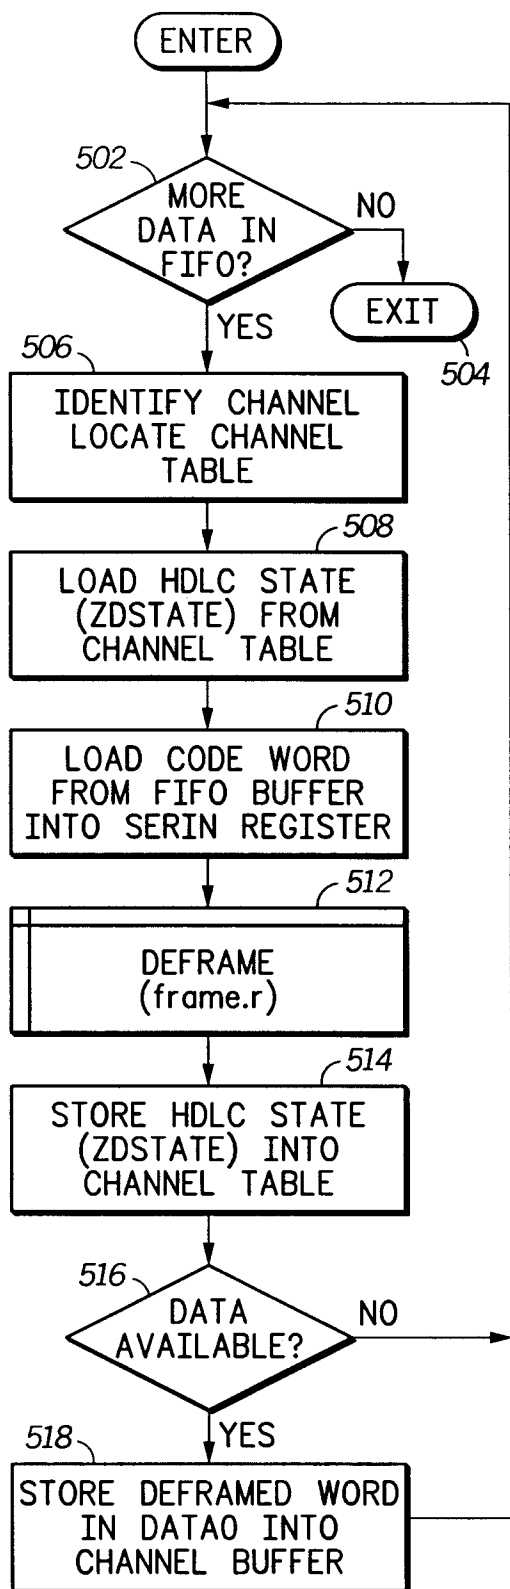 ENTER
502
MORE
DATA IN
FIFO?
NO
YES
EXIT
504
506
IDENTIFY CHANNEL
LOCATE CHANNEL
TABLE
508
LOAD HDLC STATE
(ZDSTATE) FROM
CHANNEL TABLE
510
LOAD CODE WORD
FROM FIFO BUFFER
INTO SERIN REGISTER
512
DEFRAME
(frame.r)
514
STORE HDLC STATE
(ZDSTATE) INTO
CHANNEL TABLE
516
DATA
AVAILABLE?
NO
YES
518
STORE DEFRAMED WORD
IN DATAO INTO
CHANNEL BUFFER